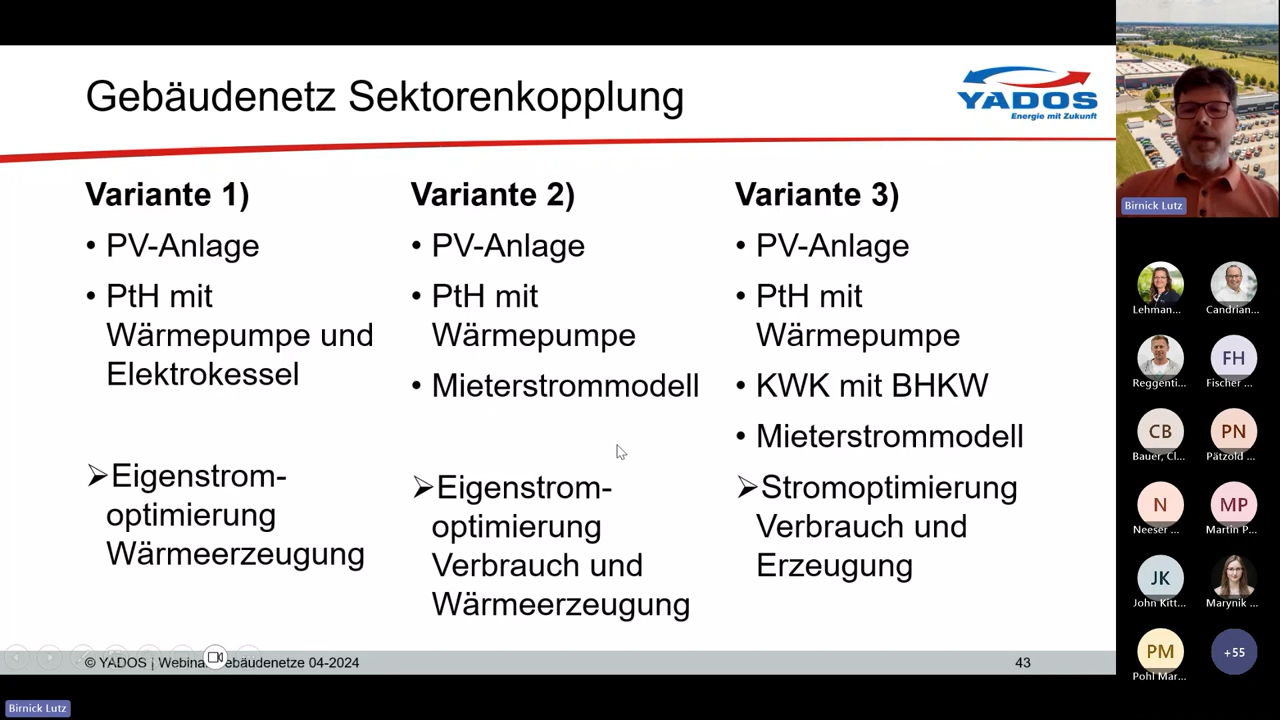 Gebäudenetz Sektorenkopplung
YADOS
Energie mit Zukunft
Variante 1)
• PV-Anlage
• PtH mit
Wärmepumpe und
Elektrokessel
➢Eigenstrom-
optimierung
Wärmeerzeugung
Variante 2)
• PV-Anlage
• PtH mit
Wärmepumpe
• Mieterstrommodell
➢Eigenstrom-
optimierung
Verbrauch und
Wärmeerzeugung
Variante 3)
• PV-Anlage
• PtH mit
Wärmepumpe
• KWK mit BHKW
• Mieterstrommodell
➢Stromoptimierung
Verbrauch und
Erzeugung
© YADOS | Webinar ebäudenetze 04-2024
43
Birnick Lutz
Lehman...
Candrian...
Reggenti...
FH
Fischer ...
CB
Bauer, Cl...
PN
Pätzold ...
N
Neeser ...
MP
Martin P...
JK
John Kitt...
Marynik ...
PM
Pohl Mar...
+55
Birnick Lutz